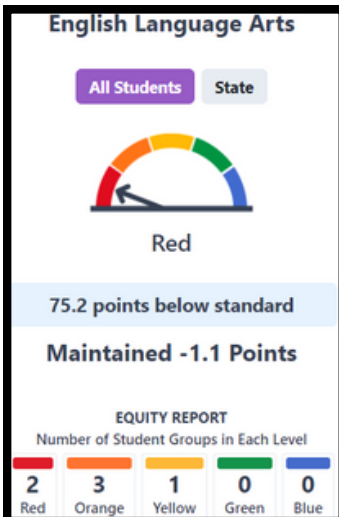 English Language Arts
All Students State
Red
75.2 points below standard
Maintained -1.1 Points
EQUITY REPORT
Number of Student Groups in Each Level
2 3 1 0 0
Red Orange Yellow Green Blue